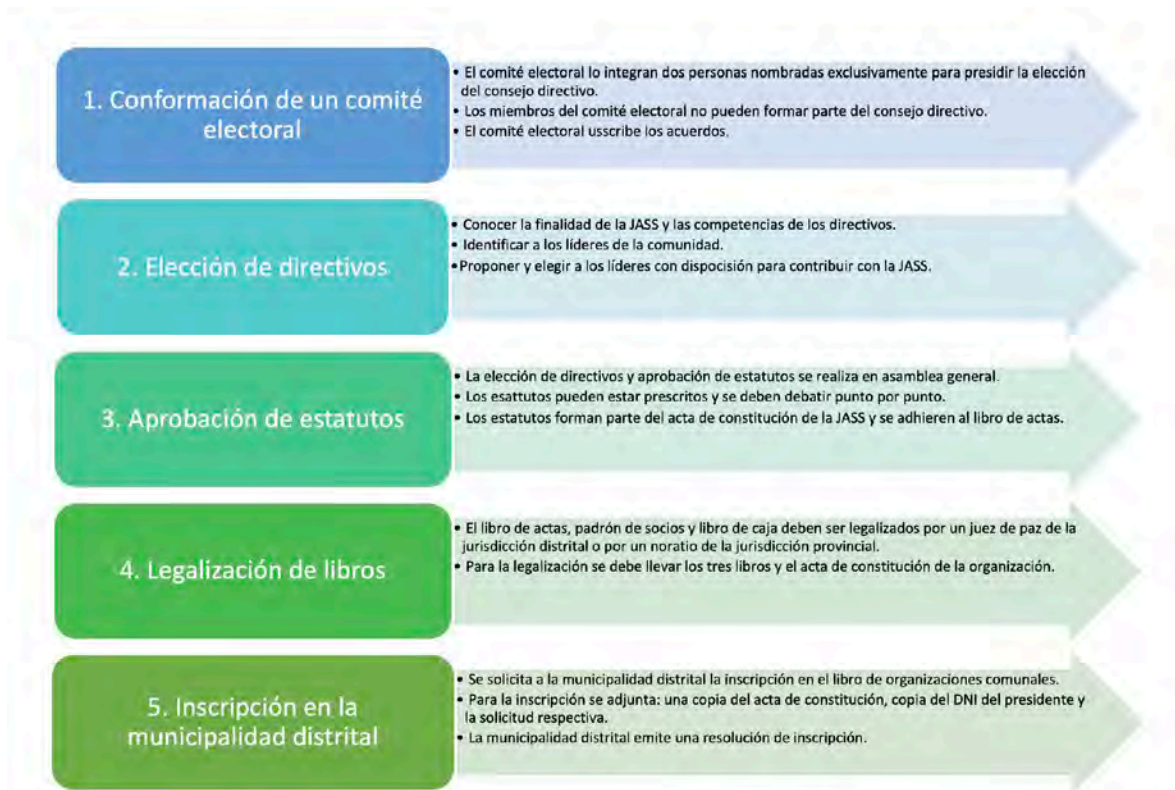 1. Conformación de un comité
electoral
• El comité electoral lo integran dos personas nombradas exclusivamente para presidir la elección
del consejo directivo.
• Los miembros del comité electoral no pueden formar parte del consejo directivo.
• El comité electoral usscribe los acuerdos.
2. Elección de directivos
• Conocer la finalidad de la JASS y las competencias de los directivos.
• Identificar a los líderes de la comunidad.
• Proponer y elegir a los líderes con dispocisión para contribuir con la JASS.
3. Aprobación de estatutos
• La elección de directivos y aprobación de estatutos se realiza en asamblea general.
• Los esattutos pueden estar prescritos y se deben debatir punto por punto.
• Los estatutos forman parte del acta de constitución de la JASS y se adhieren al libro de actas.
4. Legalización de libros
• El libro de actas, padrón de socios y libro de caja deben ser legalizados por un juez de paz de la
jurisdicción distrital o por un noratio de la jurisdicción provincial.
• Para la legalización se debe llevar los tres libros y el acta de constitución de la organización.
5. Inscripción en la
municipalidad distrital
• Se solicita a la municipalidad distrital la inscripción en el libro de organizaciones comunales.
• Para la inscripción se adjunta: una copia del acta de constitución, copia del DNI del presidente y
la solicitud respectiva.
• La municipalidad distrital emite una resolución de inscripción.